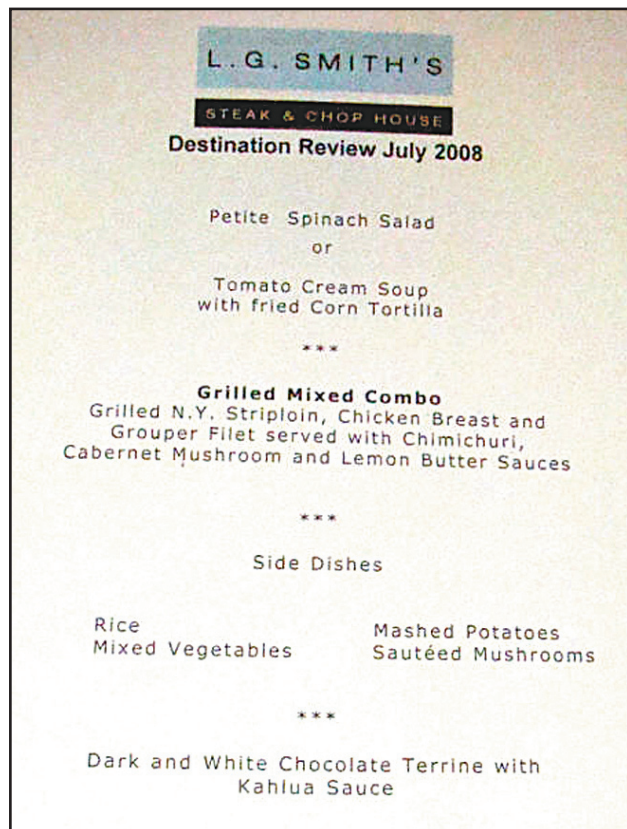 L.G. SMITH'S
STEAK & CHOP HOUSE
Destination Review July 2008
Petite Spinach Salad
or
Tomato Cream Soup
with fried Corn Tortilla
***
Grilled Mixed Combo
Grilled N.Y. Striploin, Chicken Breast and
Grouper Filet served with Chimichuri,
Cabernet Mushroom and Lemon Butter Sauces
***
Side Dishes
Rice
Mixed Vegetables
Mashed Potatoes
Sautéed Mushrooms
***
Dark and White Chocolate Terrine with
Kahlua Sauce